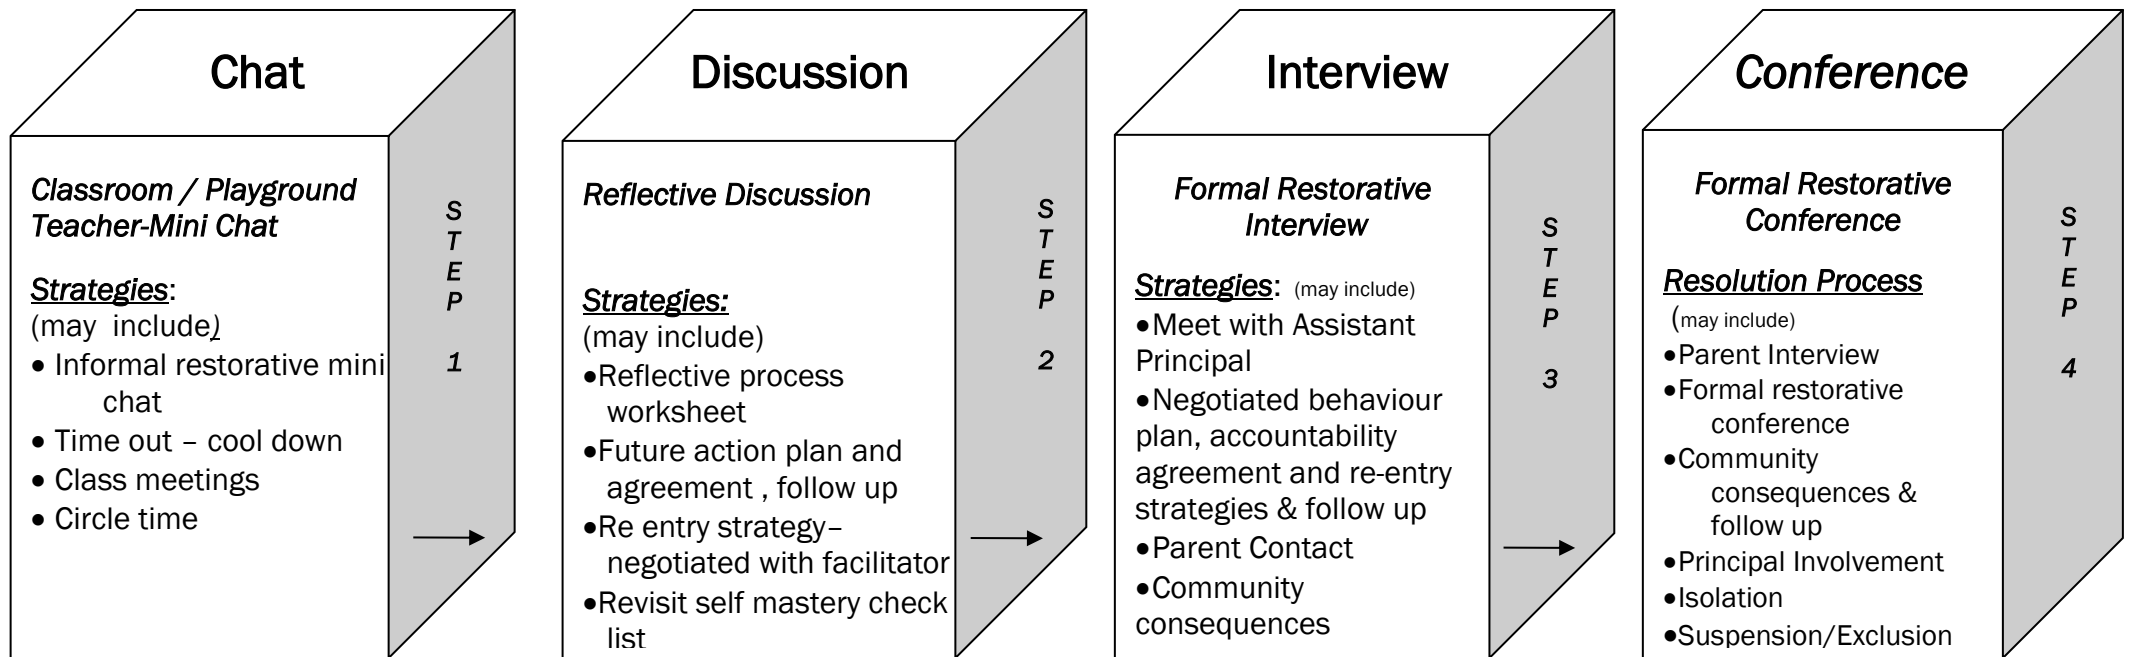 Chat
Classroom / Playground
Teacher-Mini Chat
Strategies:
(may include)
• Informal restorative mini
chat
• Time out – cool down
• Class meetings
• Circle time
S
T
E
P
1
Discussion
Reflective Discussion
Strategies:
(may include)
•Reflective process
worksheet
•Future action plan and
agreement , follow up
•Re entry strategy–
negotiated with facilitator
•Revisit self mastery check
list
S
T
E
P
2
Interview
Formal Restorative
Interview
Strategies: (may include)
•Meet with Assistant
Principal
•Negotiated behaviour
plan, accountability
agreement and re-entry
strategies & follow up
•Parent Contact
•Community
consequences
S
T
E
P
3
Conference
Formal Restorative
Conference
Resolution Process
(may include)
•Parent Interview
•Formal restorative
conference
•Community
consequences &
follow up
•Principal Involvement
•Isolation
•Suspension/Exclusion
S
T
E
P
4